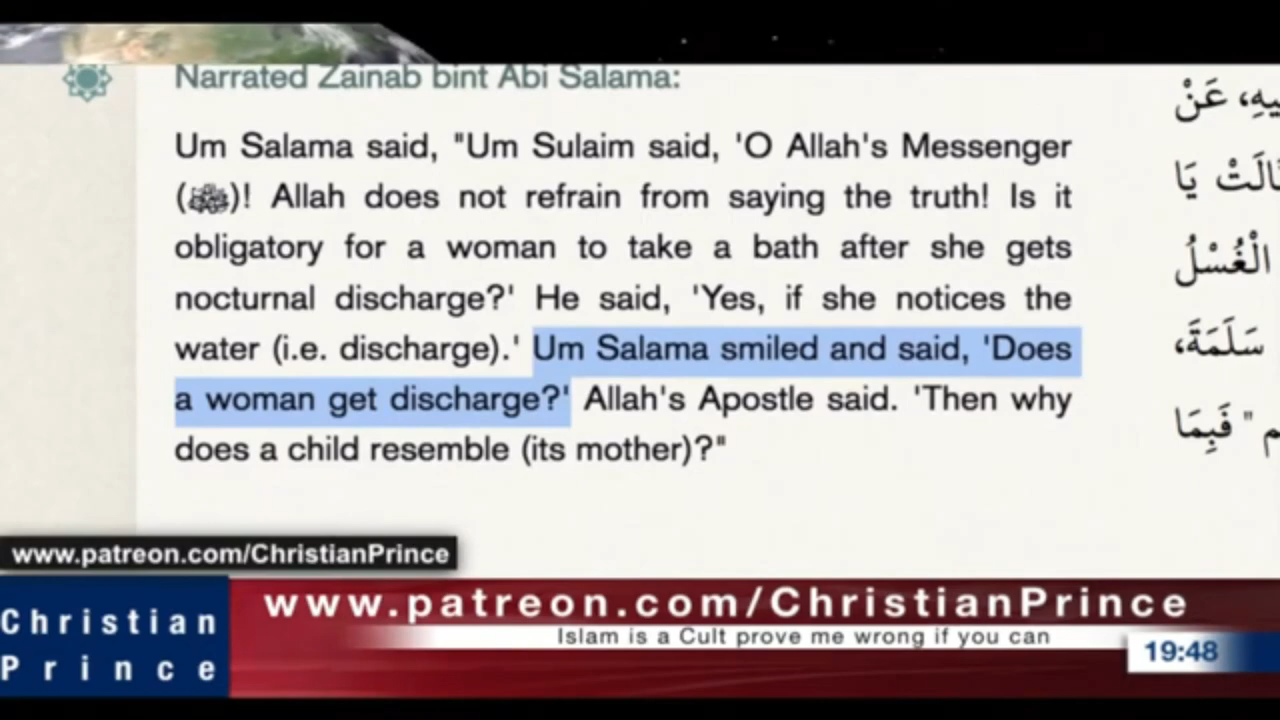 Narrated Zainab bint Abi Salama:
Um Salama said, "Um Sulaim said, 'O Allah's Messenger
(ﷺ)! Allah does not refrain from saying the truth! Is it
obligatory for a woman to take a bath after she gets
nocturnal discharge?' He said, 'Yes, if she notices the
water (i.e. discharge).' Um Salama smiled and said, 'Does
a woman get discharge?' Allah's Apostle said. 'Then why
does a child resemble (its mother)?"
عَنْ
يَا
الْغُسْلُ
سَلَمَةَ،
" فَبِمَا
www.patreon.com/ChristianPrince
www.patreon.com/ChristianPrince
Islam is a Cult prove me wrong if you can
Christian
Prince
19:48